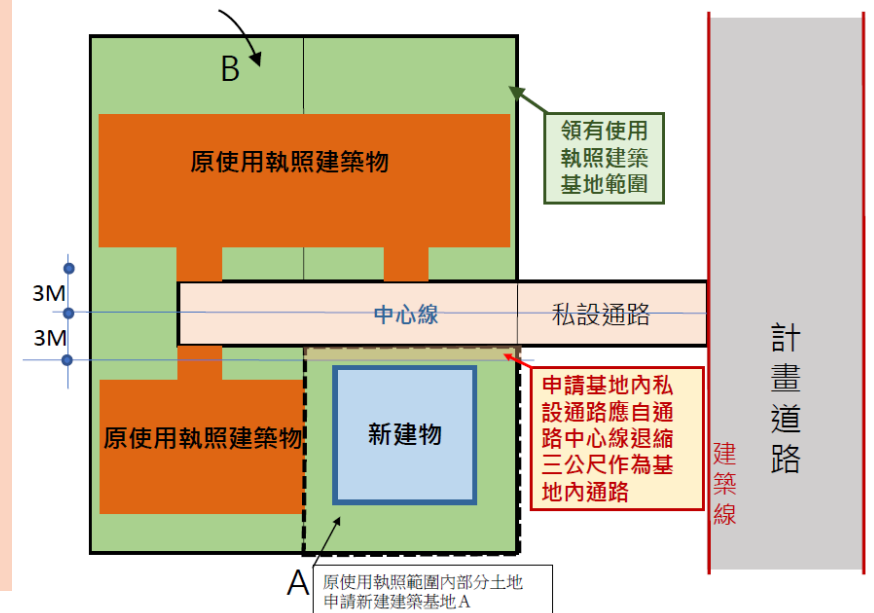 B
原使用執照建築物
領有使用
執照建築
基地範圍
3M
3M
中心線
私設通路
計
畫
道
路
原使用執照建築物
新建物
申請基地內私
設通路應自通
路中心線退縮
三公尺作為基
地內通路
建
築
線
A
原使用執照範圍內部分土地
申請新建建築基地A